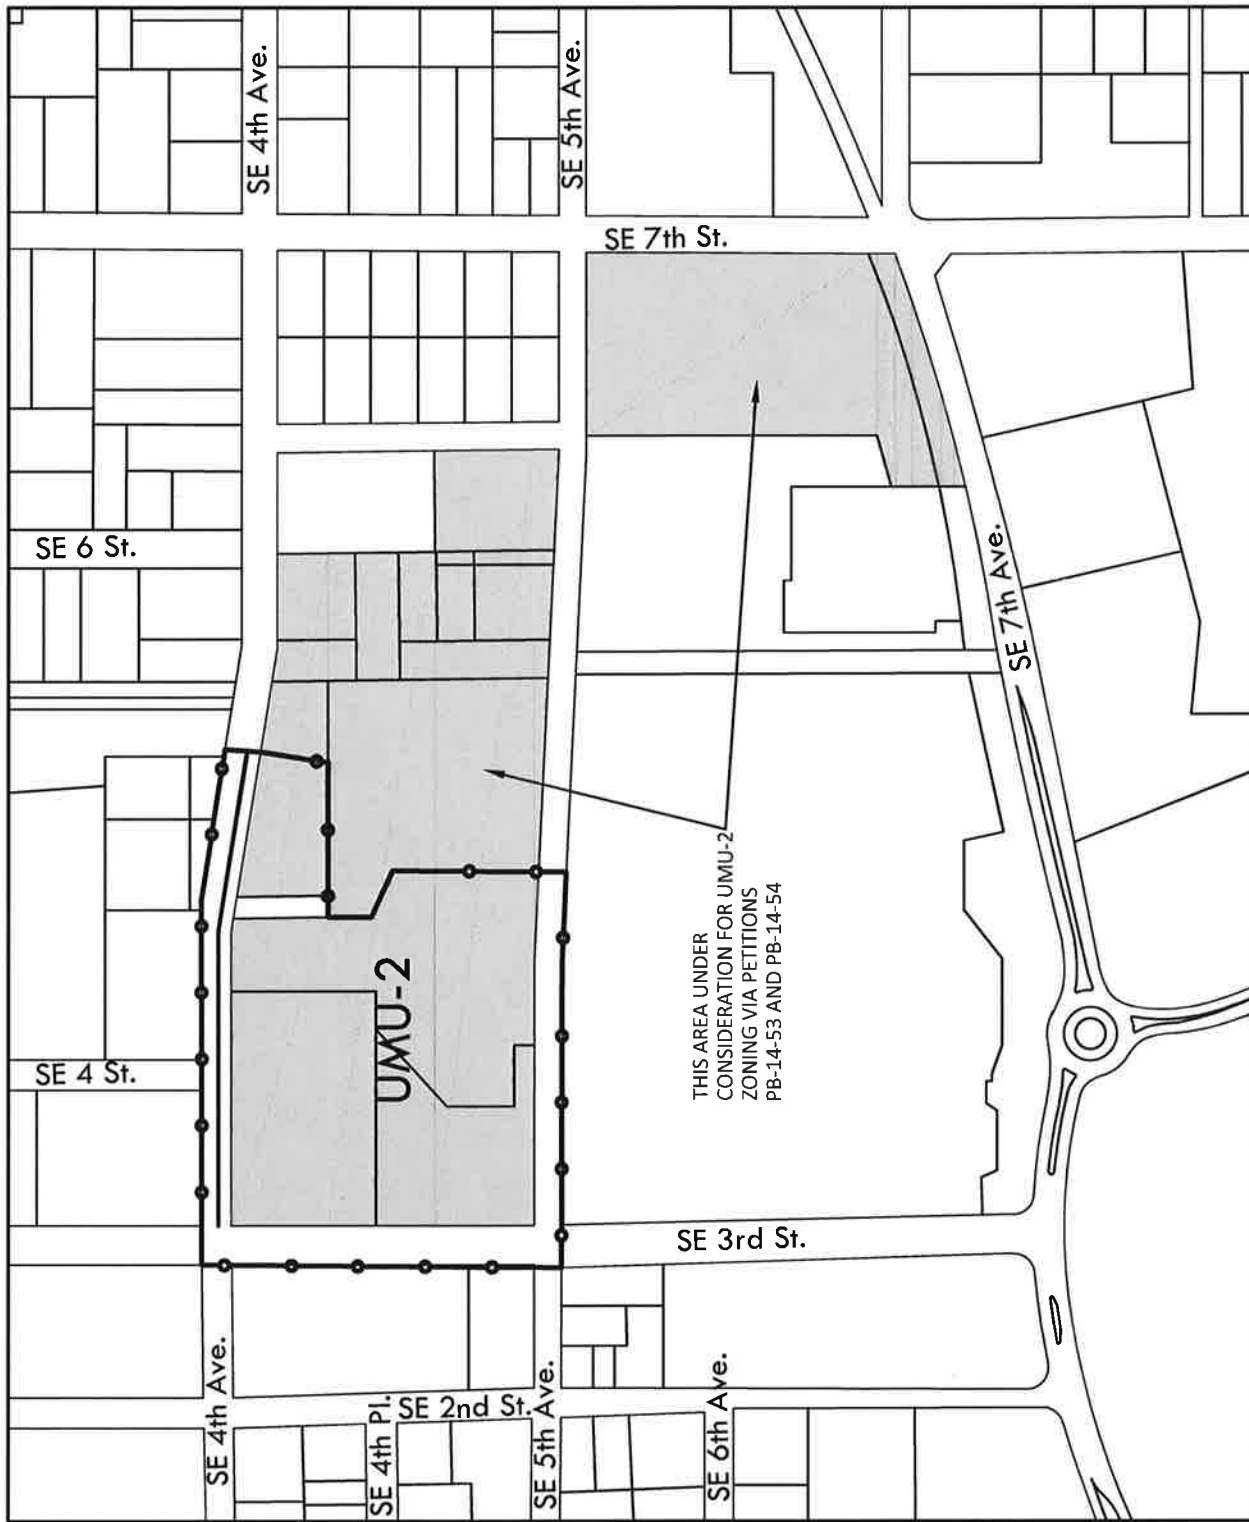 SE 4th Ave.
SE 5th Ave.
SE 7th St.
SE 6 St.
SE 7th Ave.
THIS AREA UNDER
CONSIDERATION FOR UMU-2
ZONING VIA PETITIONS
PB-14-53 AND PB-14-54
UMU-2
SE 4 St.
SE 3rd St.
SE 4th Ave.
SE 4th Pl.
SE 2nd St.
SE 5th Ave.
SE 6th Ave.